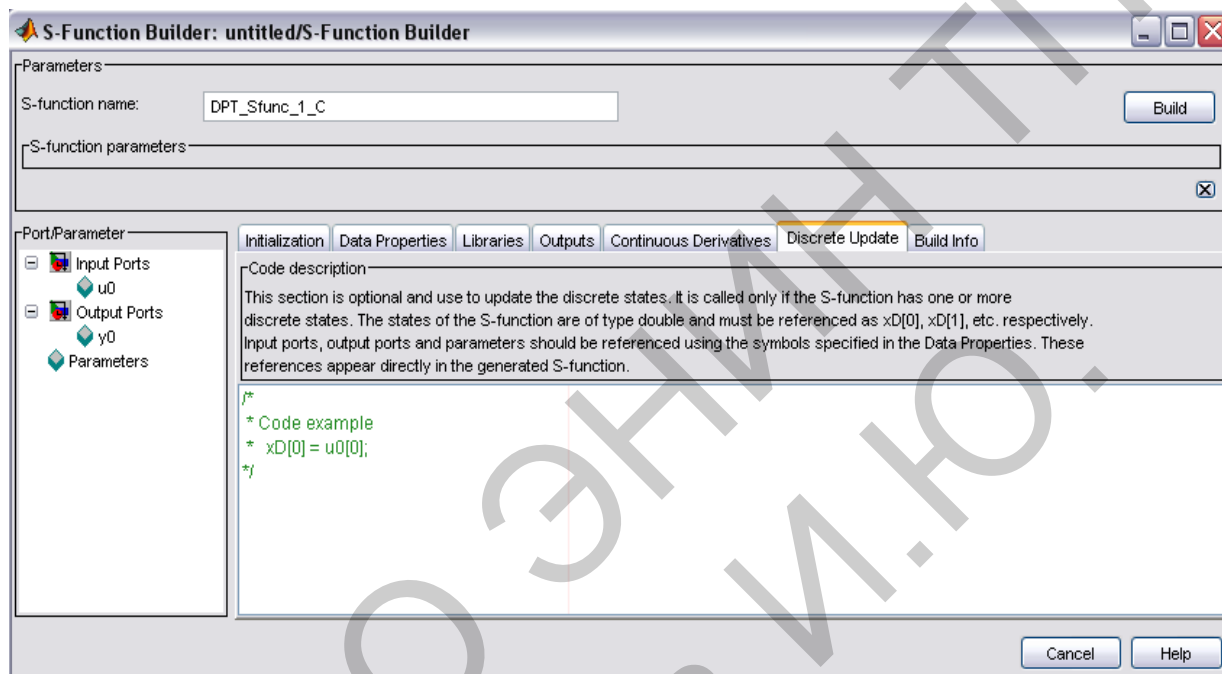 S-Function Builder: untitled/S-Function Builder
Parameters
S-function name:
DPT_Sfunc_1_C
Build
S-function parameters
Port/Parameter
Input Ports
u0
Output Ports
y0
Parameters
Initialization
Data Properties
Libraries
Outputs
Continuous Derivatives
Discrete Update
Build Info
Code description
This section is optional and use to update the discrete states. It is called only if the S-function has one or more
discrete states. The states of the S-function are of type double and must be referenced as xD[0], xD[1], etc. respectively.
Input ports, output ports and parameters should be referenced using the symbols specified in the Data Properties. These
references appear directly in the generated S-function.
/*
* Code example
* xD[0] = u0[0];
*/
Cancel
Help
ЭНИН
И.Ю.